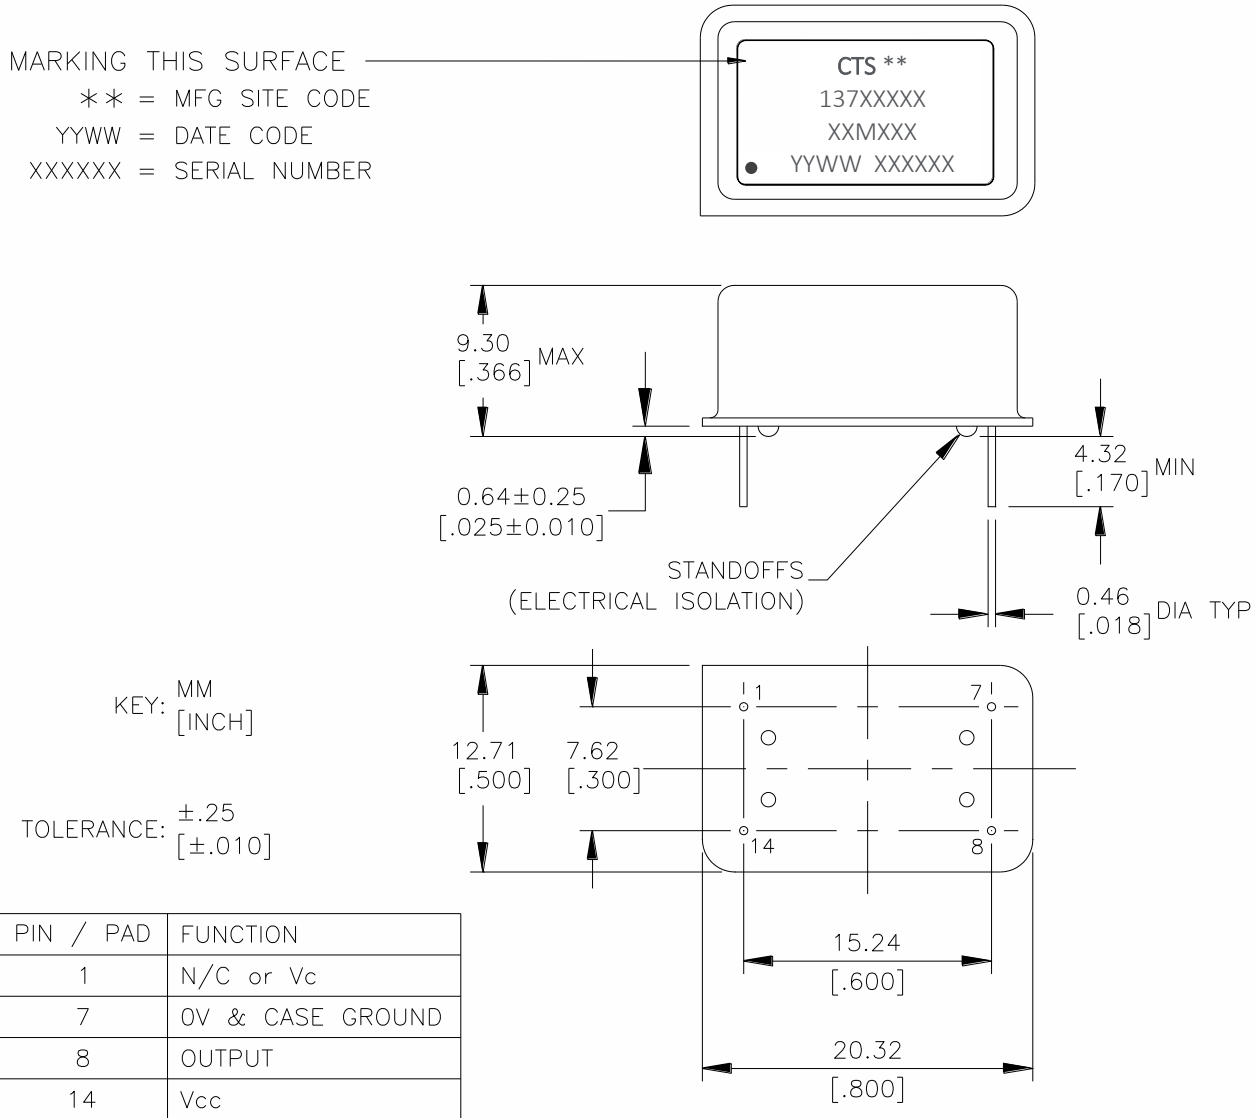 MARKING THIS SURFACE
** = MFG SITE CODE
YYWW = DATE CODE
XXXXXX = SERIAL NUMBER
CTS **
137XXXXX
XXMXXX
YYWW XXXXXX
9.30
[.366]
MAX
0.64±0.25
[.025±0.010]
4.32
[.170]
MIN
STANDOFFS
(ELECTRICAL ISOLATION)
0.46
[.018]
DIA TYP
KEY: MM
[INCH]
TOLERANCE: ±.25
[±.010]
1
7
12.71
[.500]
7.62
[.300]
14
8
15.24
[.600]
20.32
[.800]
PIN / PAD FUNCTION
1 N/C or Vc
7 0V & CASE GROUND
8 OUTPUT
14 Vcc